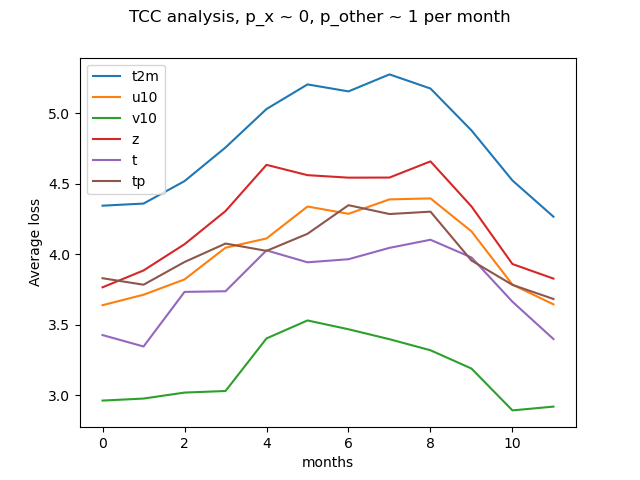 TCC analysis, p_x ~ 0, p_other ~ 1 per month
t2m
u10
v10
z
t
tp
5.0
4.5
4.0
3.5
3.0
Average loss
0 2 4 6 8 10
months